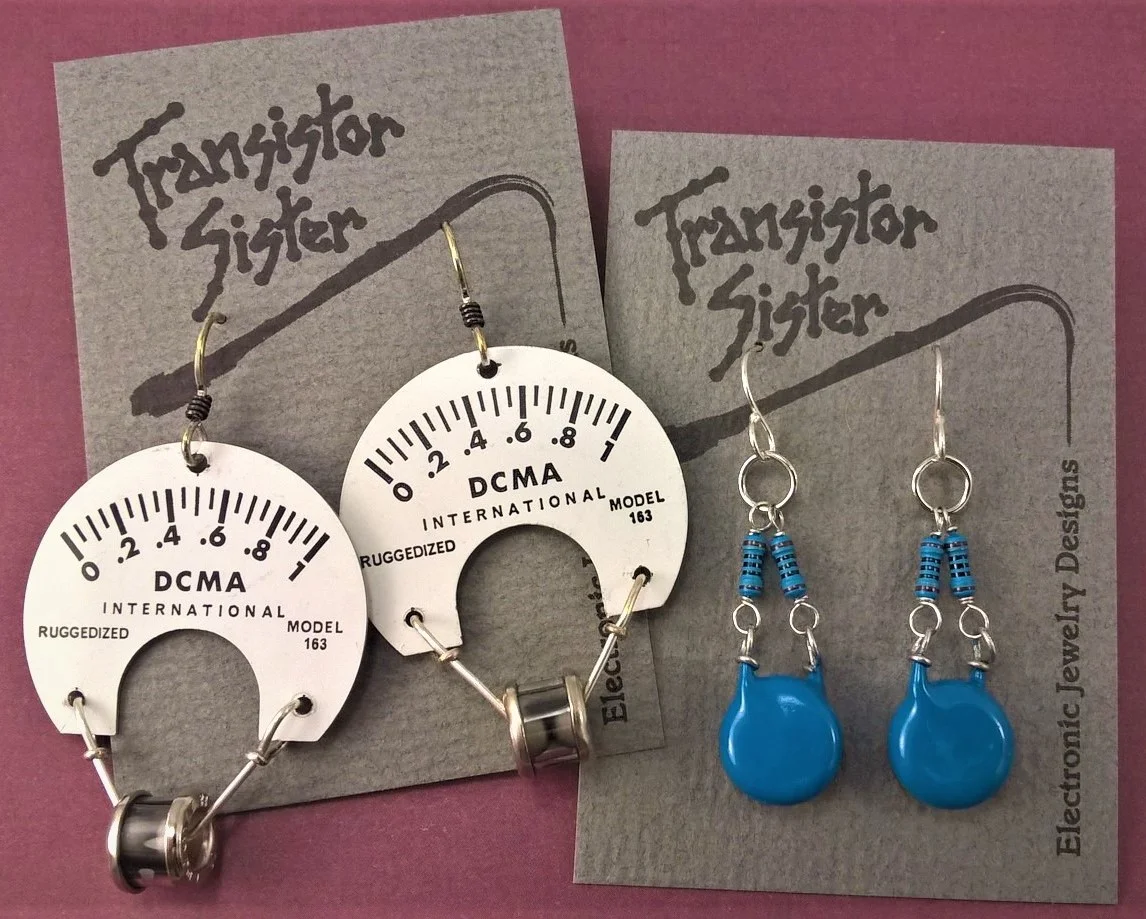 Transistor
Sister
s
Electronic
0 .2 .4 .6 .8 1
DCMA
INTERNATIONAL
RUGGEDIZED
MODEL
163
0 .2 .4 .6 .8 1
DCMA
INTERNATIONAL
RUGGEDIZED
MODEL
163
Transistor
Sister
Electronic Jewelry Designs